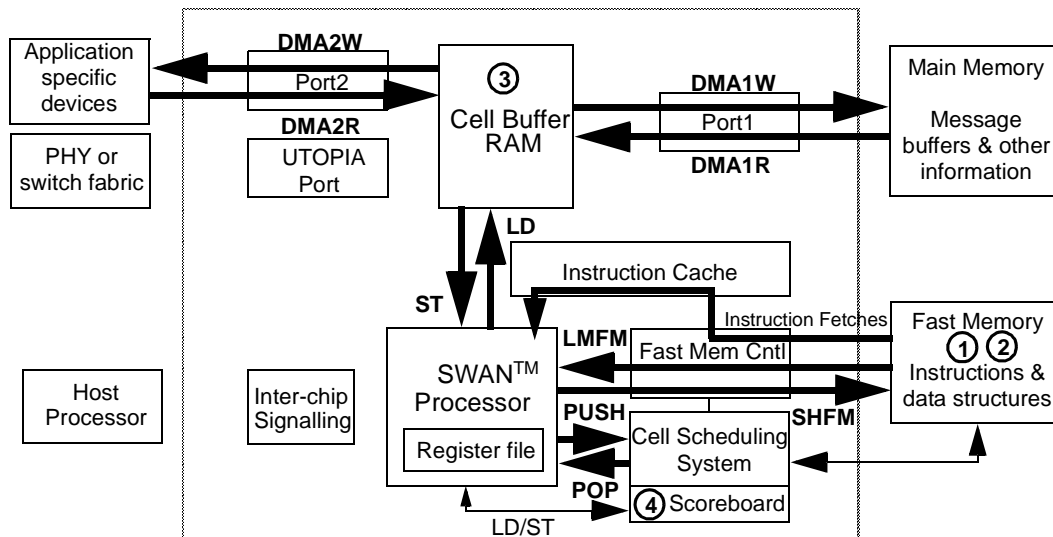 DMA2W
Application
specific
devices
Port2
③
Cell Buffer
RAM
DMA1W
Port1
Main Memory
Message
buffers & other
information
DMA2R
DMA1R
PHY or
switch fabric
UTOPIA
Port
LD
ST
Instruction Cache
Instruction Fetches
LMFM
Fast Mem Cntl
Fast Memory
① ②
Instructions &
data structures
SWAN™
Processor
Host
Processor
Inter-chip
Signalling
PUSH
SHFM
Register file
Cell Scheduling
System
POP
④ Scoreboard
LD/ST